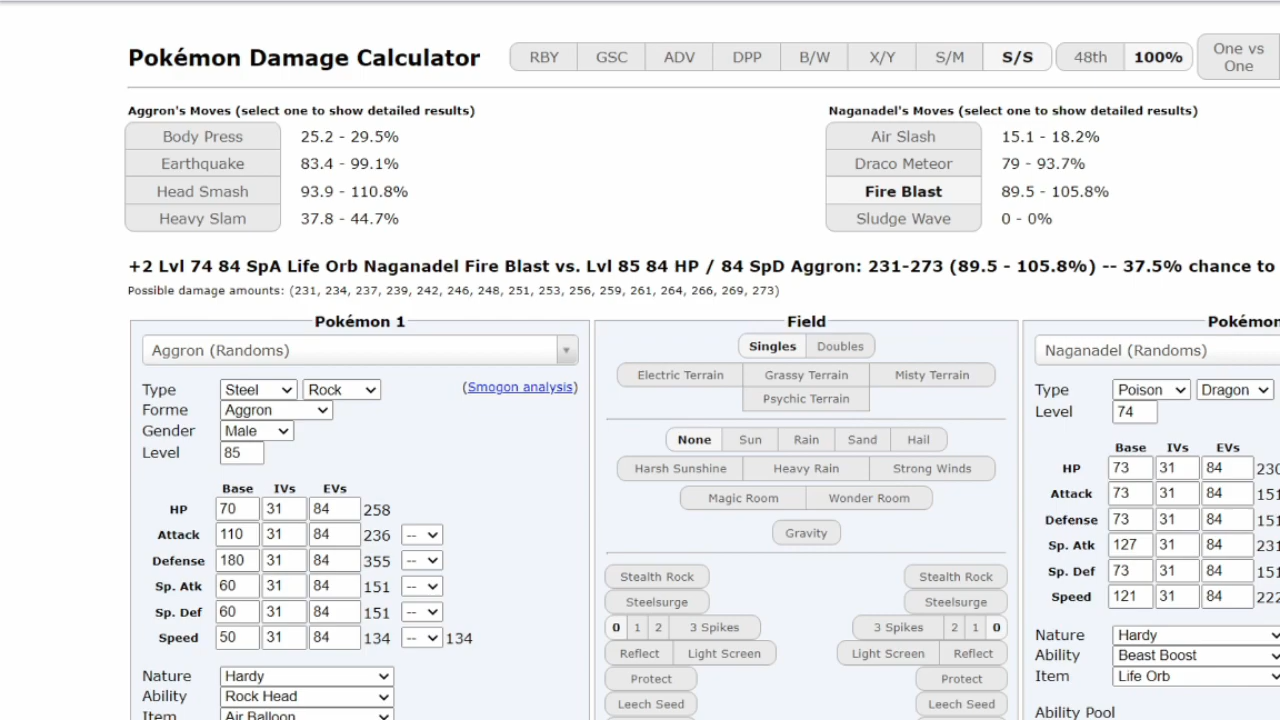 Pokémon Damage Calculator RBY GSC ADV DPP B/W X/Y S/M S/S 48th 100% One vs One
Aggron's Moves (select one to show detailed results) Naganadel's Moves (select one to show detailed results)
Body Press 25.2 - 29.5% Air Slash 15.1 - 18.2%
Earthquake 83.4 - 99.1% Draco Meteor 79 - 93.7%
Head Smash 93.9 - 110.8% Fire Blast 89.5 - 105.8%
Heavy Slam 37.8 - 44.7% Sludge Wave 0 - 0%
+2 Lvl 74 84 SpA Life Orb Naganadel Fire Blast vs. Lvl 85 84 HP / 84 SpD Aggron: 231-273 (89.5 - 105.8%) -- 37.5% chance to
Possible damage amounts: (231, 234, 237, 239, 242, 246, 248, 251, 253, 256, 259, 261, 264, 266, 269, 273)
Pokémon 1
Aggron (Randoms)
Type Steel Rock (Smogon analysis)
Forme Aggron
Gender Male
Level 85
Base IVs EVs
HP 70 31 84 258
Attack 110 31 84 236 --
Defense 180 31 84 355 --
Sp. Atk 60 31 84 151 --
Sp. Def 60 31 84 151 --
Speed 50 31 84 134 -- 134
Nature Hardy
Ability Rock Head
Item Air Balloon
Field
Singles Doubles
Electric Terrain Grassy Terrain Misty Terrain
Psychic Terrain
None Sun Rain Sand Hail
Harsh Sunshine Heavy Rain Strong Winds
Magic Room Wonder Room
Gravity
Stealth Rock Stealth Rock
Steelsurge Steelsurge
0 1 2 3 Spikes 3 Spikes 2 1 0
Reflect Light Screen Light Screen Reflect
Protect Protect
Leech Seed Leech Seed
Pokémon
Naganadel (Randoms)
Type Poison Dragon
Level 74
Base IVs EVs
HP 73 31 84 230
Attack 73 31 84 151
Defense 73 31 84 151
Sp. Atk 127 31 84 231
Sp. Def 73 31 84 151
Speed 121 31 84 222
Nature Hardy
Ability Beast Boost
Item Life Orb
Ability Pool